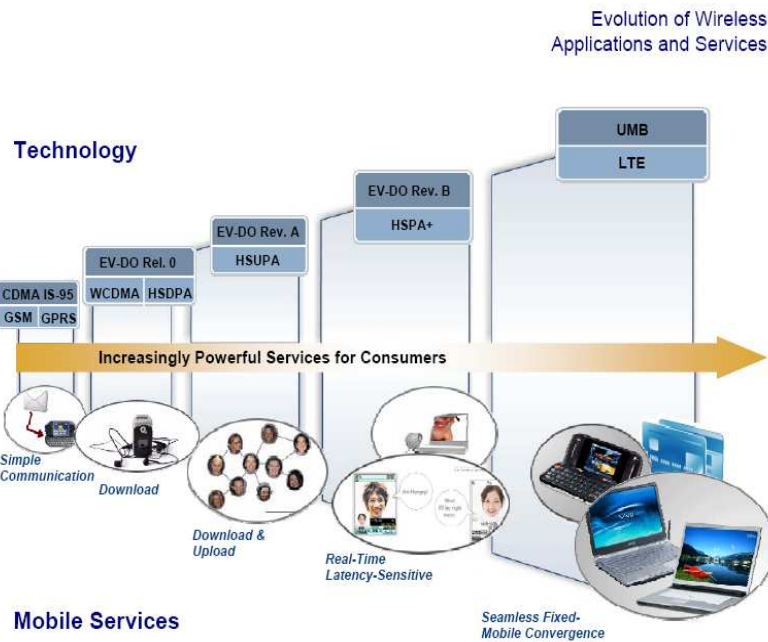 Evolution of Wireless
Applications and Services
Technology
UMB
LTE
EV-DO Rev. B
HSPA+
EV-DO Rev. A
HSUPA
EV-DO Rel. 0
WCDMA HSDPA
CDMA IS-95
GSM GPRS
Increasingly Powerful Services for Consumers
Simple
Communication
Download
Download &
Upload
Real-Time
Latency-Sensitive
Seamless Fixed-
Mobile Convergence
Mobile Services